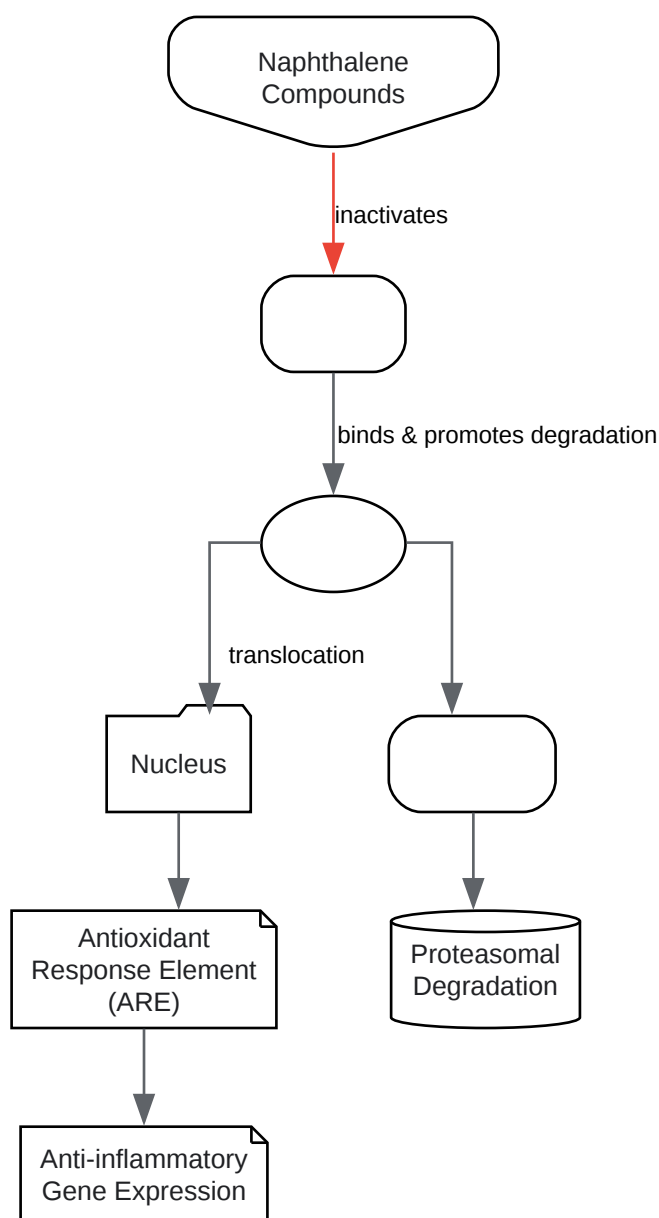 Naphthalene
Compounds
inactivates
binds & promotes degradation
translocation
Nucleus
Antioxidant
Response Element
(ARE)
Proteasomal
Degradation
Anti-inflammatory
Gene Expression